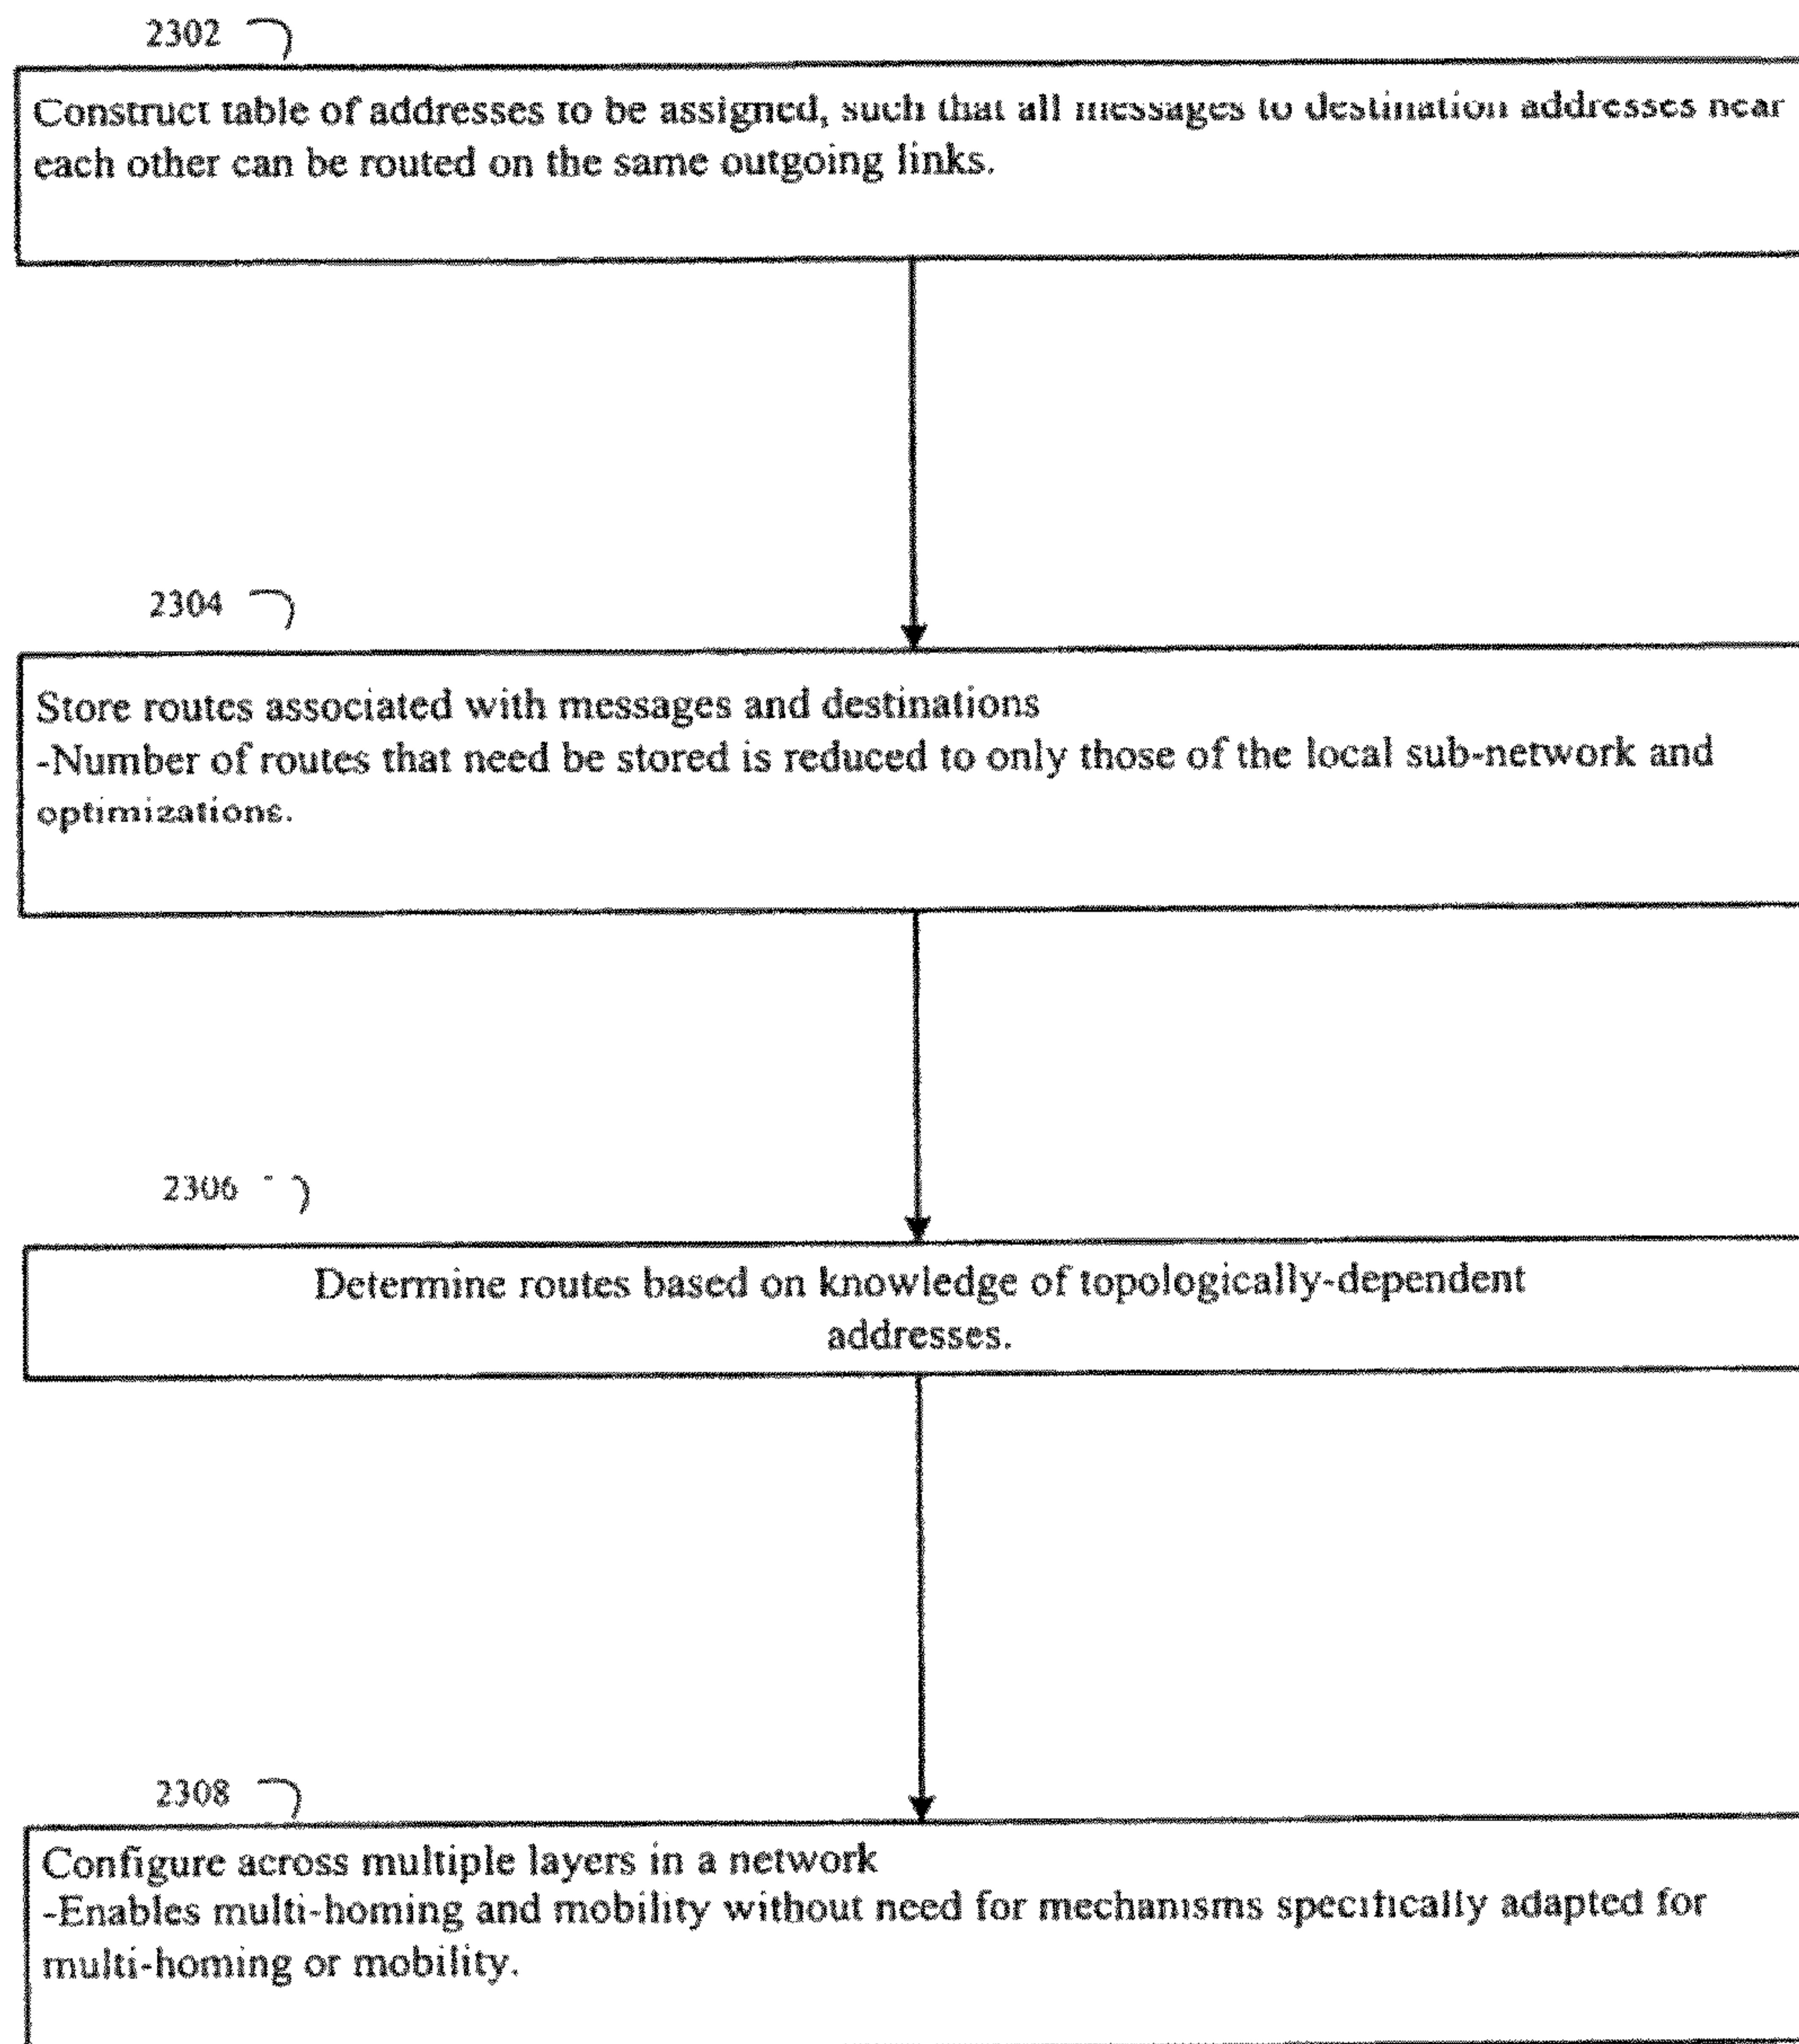 2302
Construct table of addresses to be assigned, such that all messages to destination addresses near
each other can be routed on the same outgoing links.
2304
Store routes associated with messages and destinations
-Number of routes that need be stored is reduced to only those of the local sub-network and
optimizations.
2306
Determine routes based on knowledge of topologically-dependent
addresses.
2308
Configure across multiple layers in a network
-Enables multi-homing and mobility without need for mechanisms specifically adapted for
multi-homing or mobility.